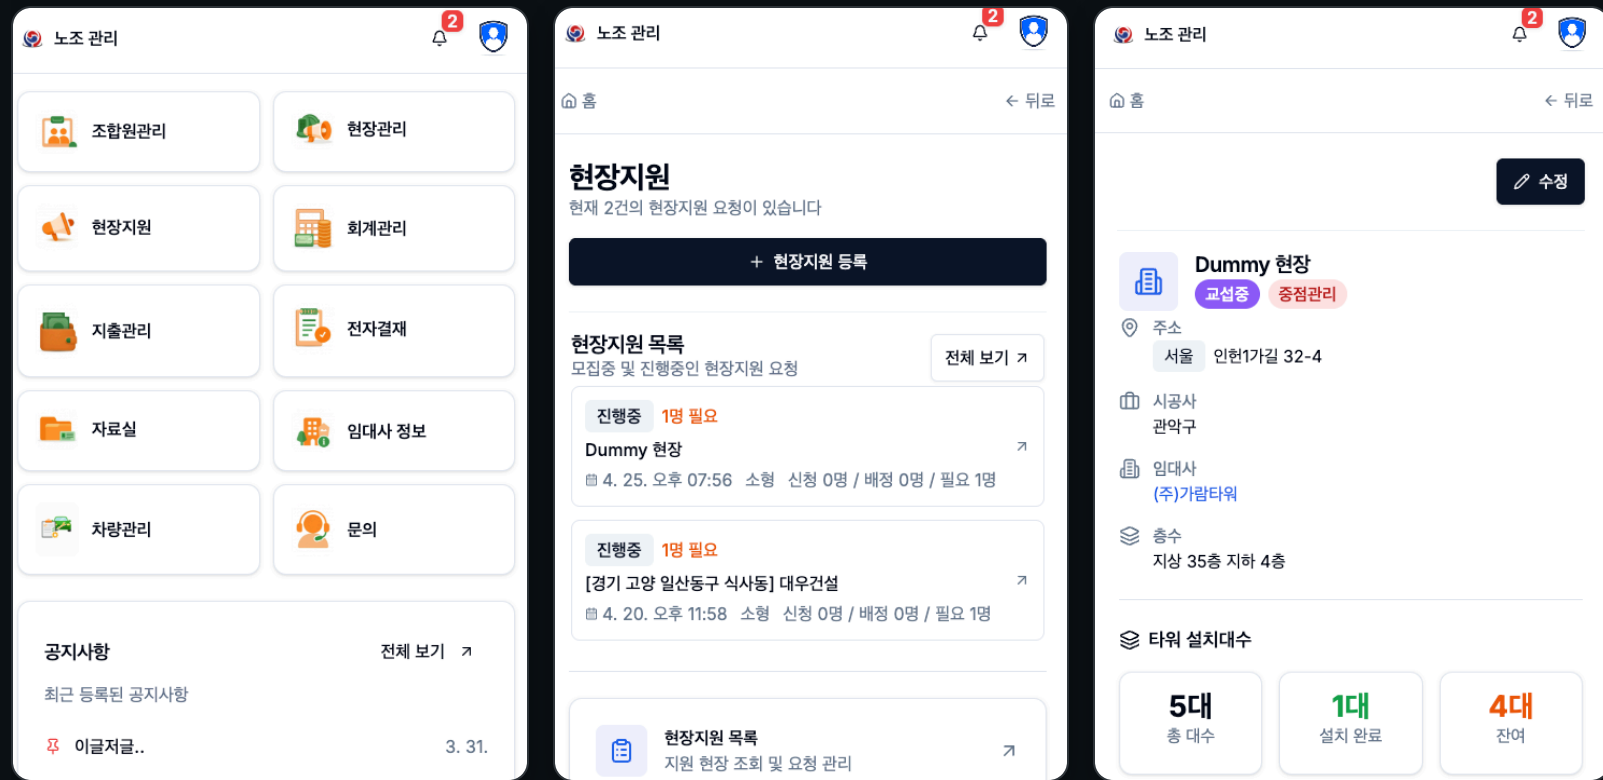 노조 관리
2
조합원관리
현장관리
현장지원
회계관리
지출관리
전자결재
자료실
임대사 정보
차량관리
문의
공지사항
전체 보기
최근 등록된 공지사항
이글저글..
3. 31.
노조 관리
2
홈
뒤로
현장지원
현재 2건의 현장지원 요청이 있습니다
+ 현장지원 등록
현장지원 목록
모집중 및 진행중인 현장지원 요청
전체 보기
진행중 1명 필요
Dummy 현장
4. 25. 오후 07:56 소형 신청 0명 / 배정 0명 / 필요 1명
진행중 1명 필요
[경기 고양 일산동구 식사동] 대우건설
4. 20. 오후 11:58 소형 신청 0명 / 배정 0명 / 필요 1명
현장지원 목록
지원 현장 조회 및 요청 관리
노조 관리
2
홈
뒤로
수정
Dummy 현장
교섭중 중점관리
주소
서울 인헌1가길 32-4
시공사
관악구
임대사
(주)가람타워
층수
지상 35층 지하 4층
타워 설치대수
5대
총 대수
1대
설치 완료
4대
잔여